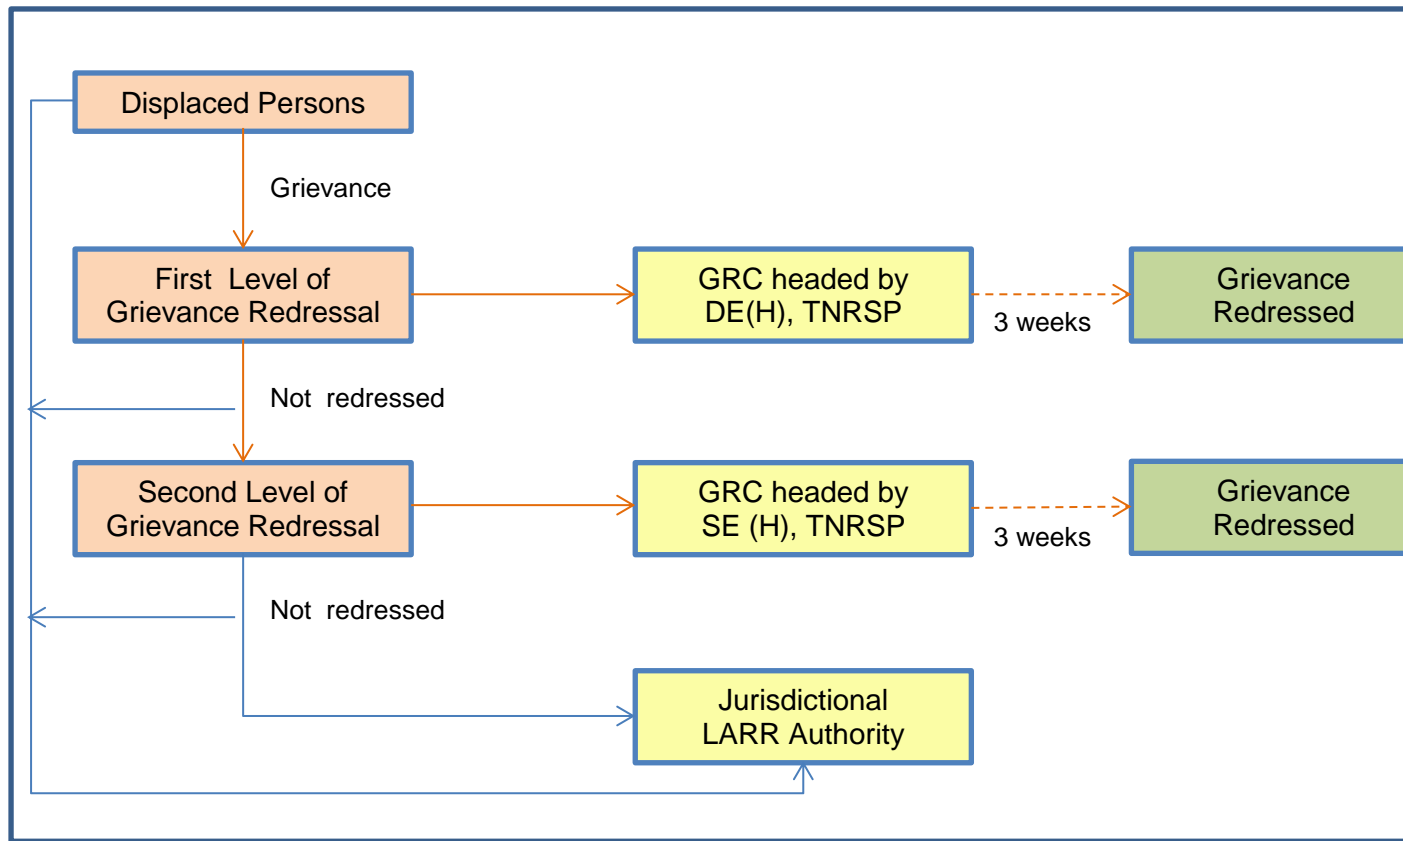 Displaced Persons
Grievance
First Level of
Grievance Redressal
GRC headed by
DE(H), TNRSP
3 weeks
Grievance
Redressed
Not redressed
Second Level of
Grievance Redressal
GRC headed by
SE (H), TNRSP
3 weeks
Grievance
Redressed
Not redressed
Jurisdictional
LARR Authority